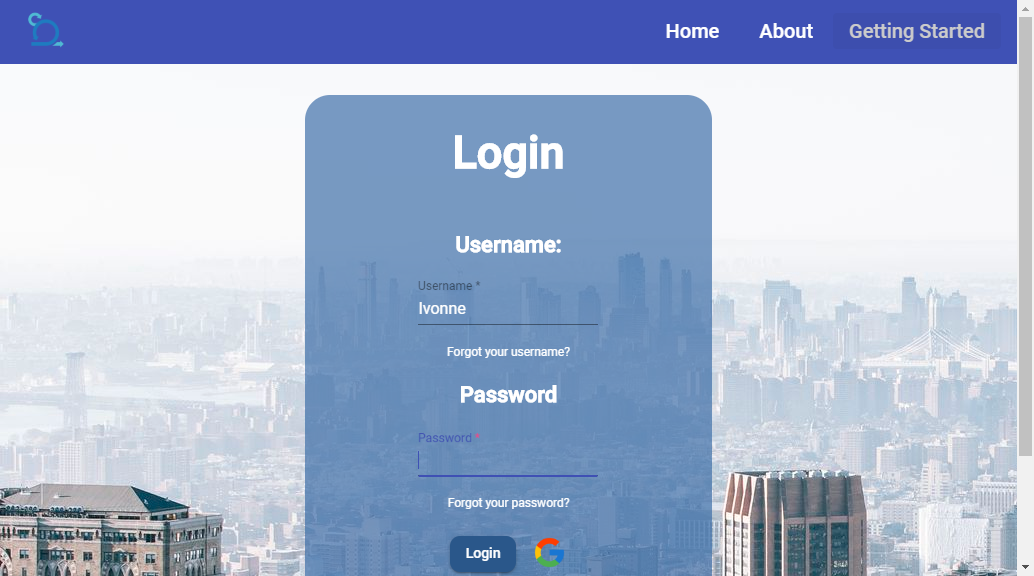 Home About Getting Started
Login
Username:
Username *
Ivonne
Forgot your username?
Password
Password *
Forgot your password?
Login